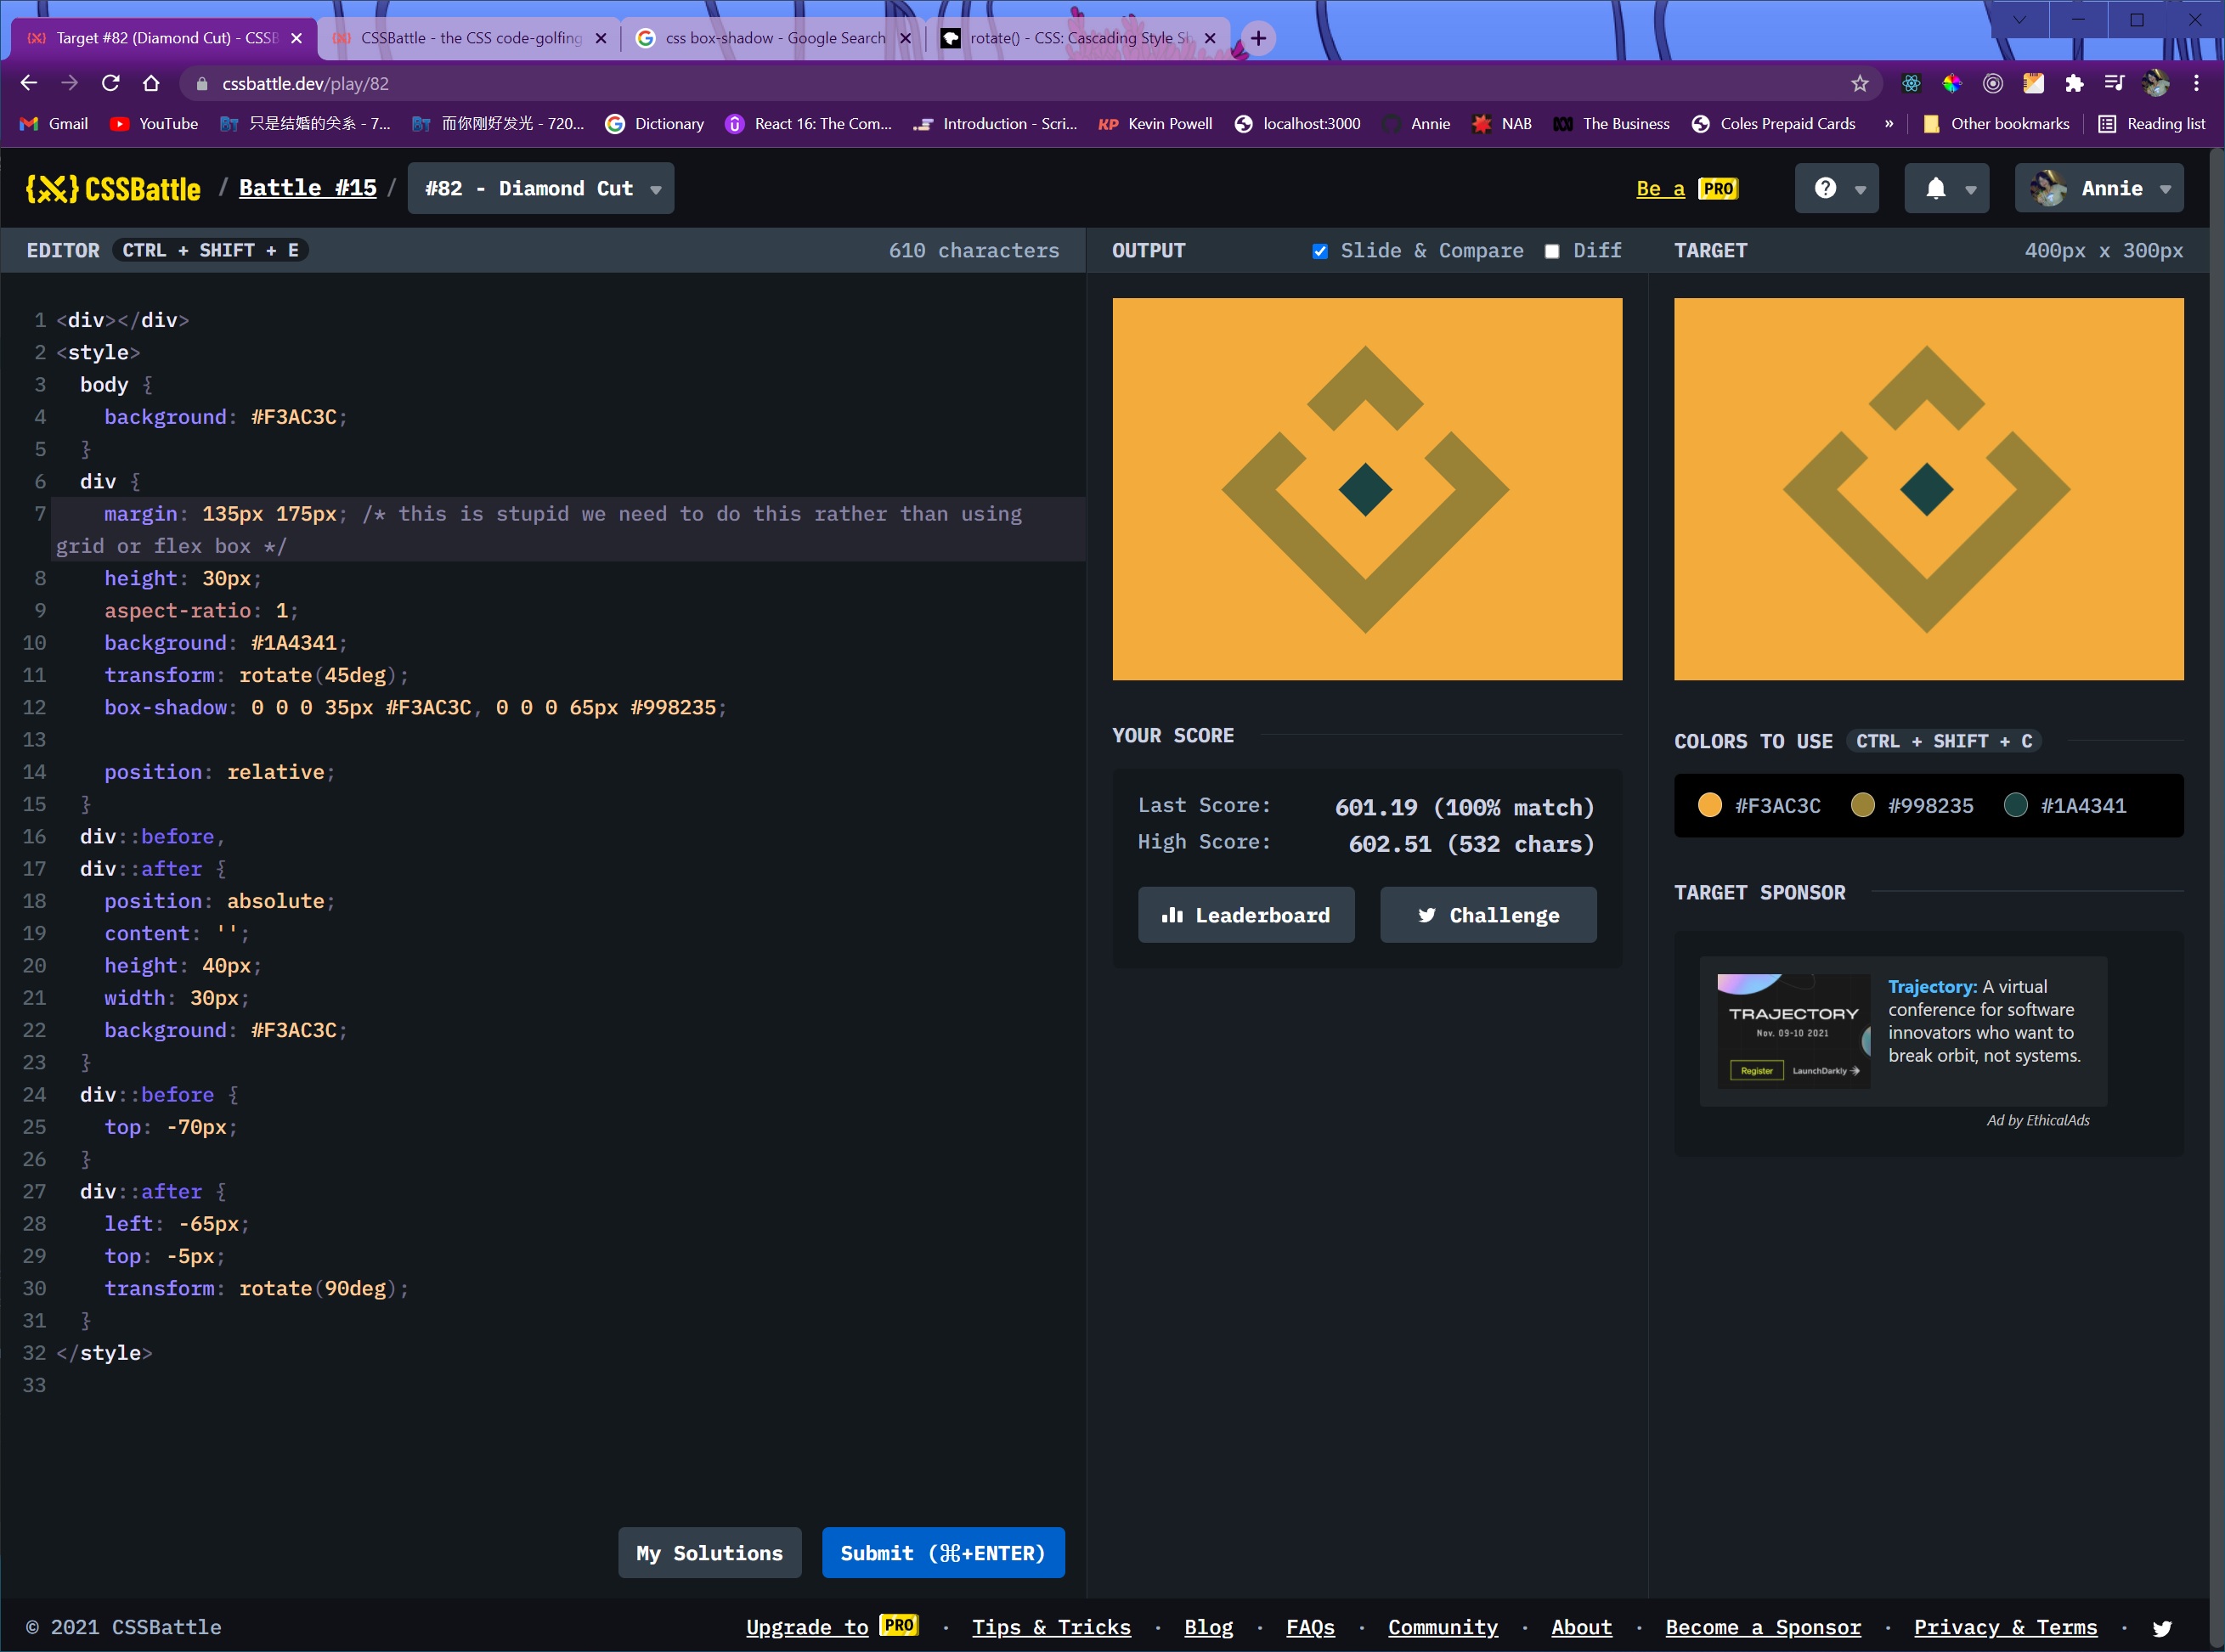 Target #82 (Diamond Cut) - CSSB
CSSBattle - the CSS code-golfing
css box-shadow - Google Search
rotate() - CSS: Cascading Style Sh
cssbattle.dev/play/82
Gmail
YouTube
只是结婚的关系 - 7...
而你刚好发光 - 720...
Dictionary
React 16: The Com...
Introduction - Scri...
KP Kevin Powell
localhost:3000
Annie
NAB
The Business
Coles Prepaid Cards
»
Other bookmarks
Reading list
{X} CSSBattle / Battle #15 / #82 - Diamond Cut
Be a PRO
Annie
EDITOR CTRL + SHIFT + E
610 characters
OUTPUT
Slide & Compare
Diff
TARGET
400px x 300px
1 <div></div>
2 <style>
3 body {
4 background: #F3AC3C;
5 }
6 div {
7 margin: 135px 175px; /* this is stupid we need to do this rather than using
grid or flex box */
8 height: 30px;
9 aspect-ratio: 1;
10 background: #1A4341;
11 transform: rotate(45deg);
12 box-shadow: 0 0 0 35px #F3AC3C, 0 0 0 65px #998235;
13
14 position: relative;
15 }
16 div::before,
17 div::after {
18 position: absolute;
19 content: '';
20 height: 40px;
21 width: 30px;
22 background: #F3AC3C;
23 }
24 div::before {
25 top: -70px;
26 }
27 div::after {
28 left: -65px;
29 top: -5px;
30 transform: rotate(90deg);
31 }
32 </style>
33
My Solutions
Submit (⌘+ENTER)
YOUR SCORE
Last Score: 601.19 (100% match)
High Score: 602.51 (532 chars)
Leaderboard
Challenge
COLORS TO USE CTRL + SHIFT + C
#F3AC3C
#998235
#1A4341
TARGET SPONSOR
TRAJECTORY
Nov. 09-10 2021
Register
LaunchDarkly
Trajectory: A virtual
conference for software
innovators who want to
break orbit, not systems.
Ad by EthicalAds
© 2021 CSSBattle
Upgrade to PRO · Tips & Tricks · Blog · FAQs · Community · About · Become a Sponsor · Privacy & Terms ·